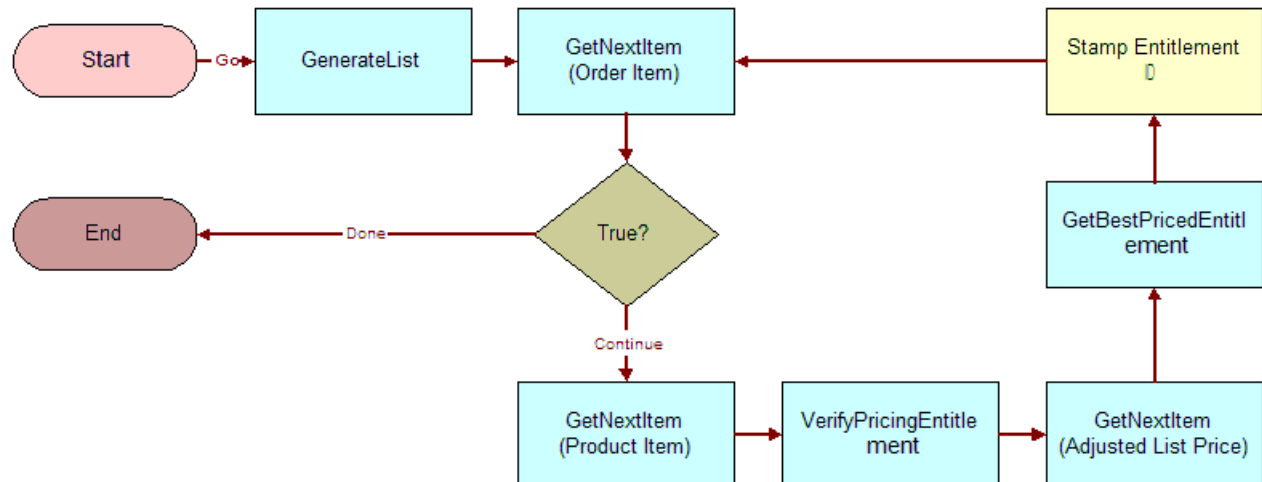 Start
Go
GenerateList
GetNextItem
(Order Item)
Stamp Entitlement
End
Done
True?
GetBestPricedEntitl
ement
Continue
GetNextItem
(Product Item)
VerifyPricingEntitle
ment
GetNextItem
(Adjusted List Price)